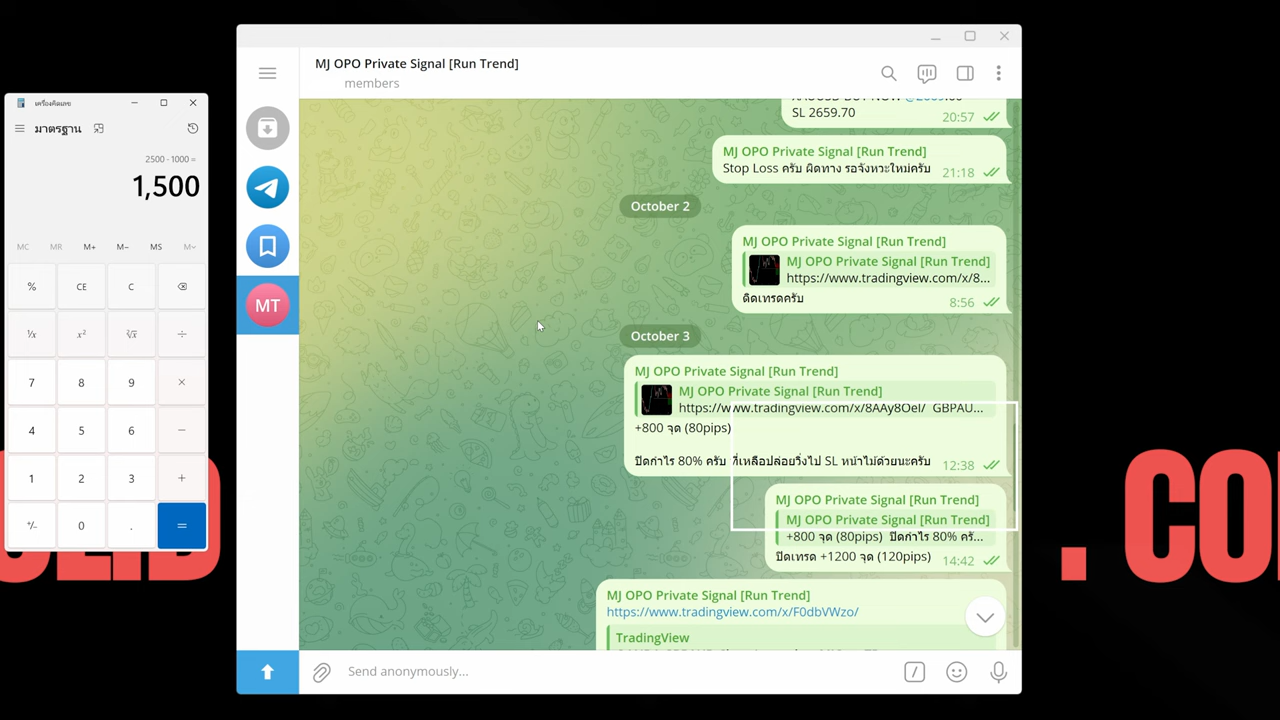 MJ OPO Private Signal [Run Trend]
members
SL 2659.70
20:57
MJ OPO Private Signal [Run Trend]
Stop Loss ครับ ผิดทาง รอจังหวะใหม่ครับ
21:18
October 2
MJ OPO Private Signal [Run Trend]
MJ OPO Private Signal [Run Trend]
https://www.tradingview.com/x/8...
ติดเทรดครับ
8:56
October 3
MJ OPO Private Signal [Run Trend]
MJ OPO Private Signal [Run Trend]
https://www.tradingview.com/x/8AAy8OeI/ GBPAU...
+800 จุด (80pips)
ปิดกำไร 80% ครับ ที่เหลือปล่อยวิ่งไป SL หน้าไม้ด้วยนะครับ
12:38
MJ OPO Private Signal [Run Trend]
MJ OPO Private Signal [Run Trend]
+800 จุด (80pips) ปิดกำไร 80% ครั...
ปิดเทรด +1200 จุด (120pips)
14:42
MJ OPO Private Signal [Run Trend]
https://www.tradingview.com/x/F0dbVWzo/
TradingView
Send anonymously...
MT
เครื่องคิดเลข
มาตรฐาน
2500 - 1000 =
1,500
MC MR M+ M− MS M˅
% CE C
¹/x x² ²√x ÷
7 8 9 ×
4 5 6 −
1 2 3 +
+/− 0 . =
. CO